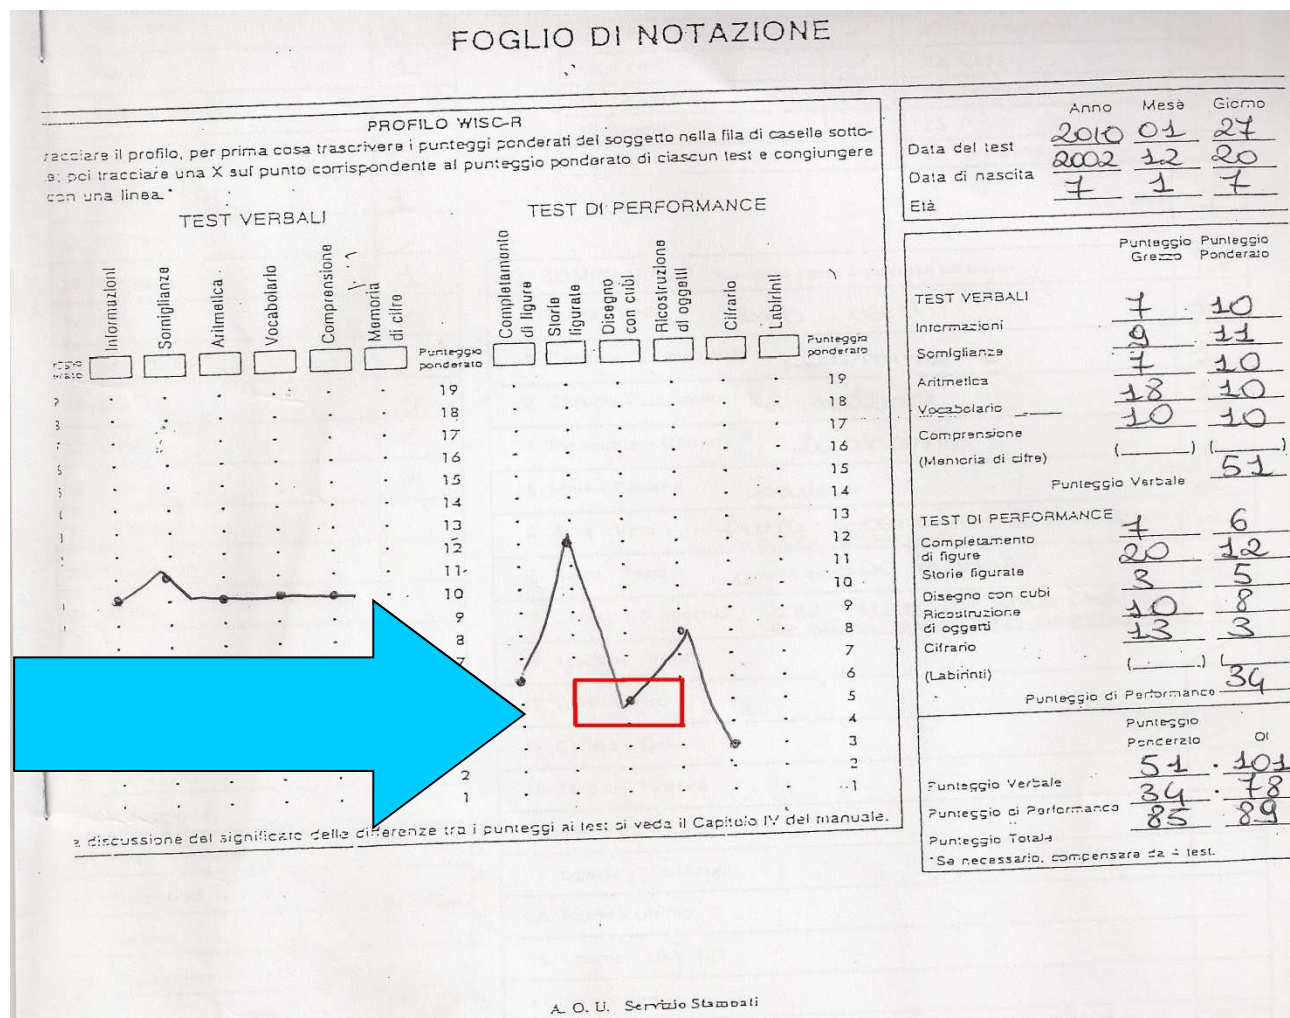 FOGLIO DI NOTAZIONE
PROFILO WISC-R
tracciare il profilo, per prima cosa trascrivere i punteggi ponderati del soggetto nella fila di caselle sotto-
poi tracciare una X sul punto corrispondente al punteggio ponderato di ciascun test e congiungere
con una linea.*
TEST VERBALI
TEST DI PERFORMANCE
Informazioni
Somiglianze
Aritmetica
Vocabolario
Comprensione
Memoria di cifre
Punteggio ponderato
Completamento di figure
Storie figurate
Disegno con cubi
Ricostruzione di oggetti
Cifrario
Labirinti
Punteggio ponderato
19 19
18 18
17 17
16 16
15 15
14 14
13 13
12 12
11 11
10 10
9 9
8 8
7 7
6
5
4
3
2 2
1 1
discussione del significato delle differenze tra i punteggi ai test si veda il Capitolo IV del manuale.
Anno Mese Giorno
Data del test 2010 01 27
Data di nascita 2002 12 20
Età 7 1 7
Punteggio Grezzo Punteggio Ponderato
TEST VERBALI
Informazioni 7 10
Somiglianze 9 11
Aritmetica 7 10
Vocabolario 18 10
Comprensione 10 10
(Memoria di cifre) ( ) ( )
Punteggio Verbale 51
TEST DI PERFORMANCE
Completamento di figure 7 6
Storie figurate 20 12
Disegno con cubi 8 5
Ricostruzione di oggetti 10 8
Cifrario 13 3
(Labirinti) ( ) ( )
Punteggio di Performance 34
Punteggio Ponderato QI
Punteggio Verbale 51 101
Punteggio di Performance 34 78
Punteggio Totale 85 89
*Se necessario, compensare da 4 test.
A. O. U. Servizio Stampati